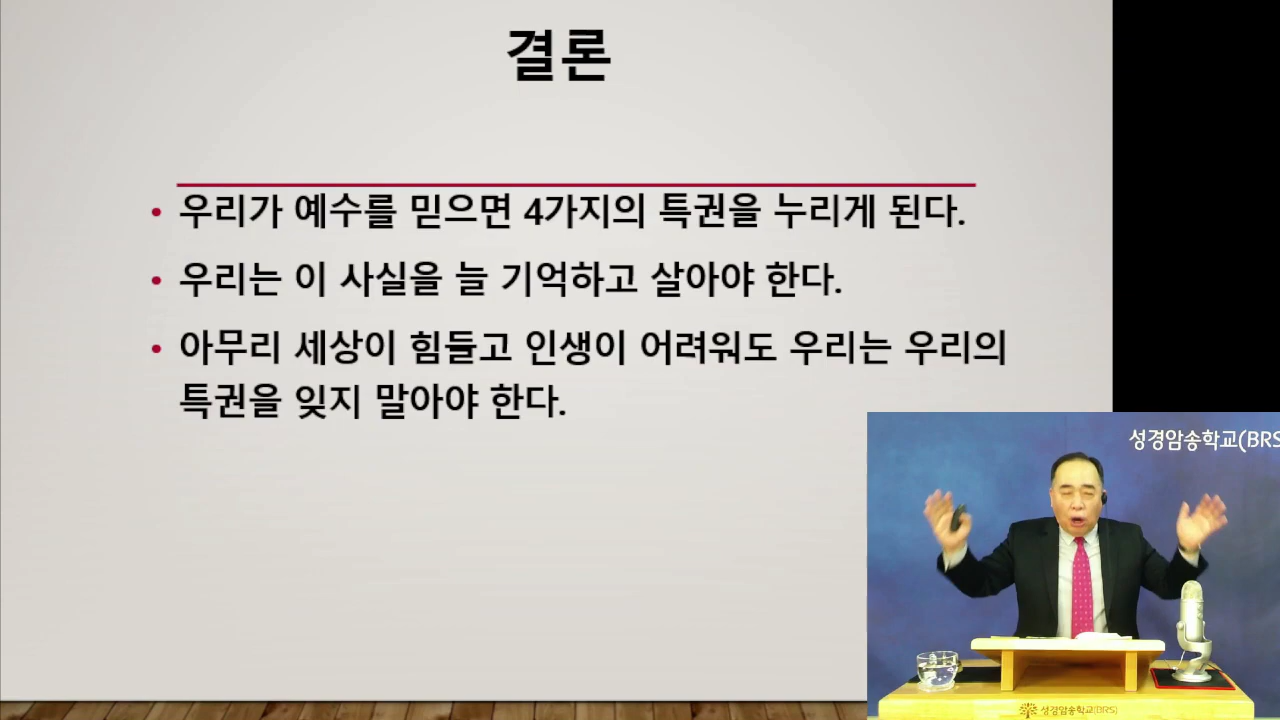 결론
• 우리가 예수를 믿으면 4가지의 특권을 누리게 된다.
• 우리는 이 사실을 늘 기억하고 살아야 한다.
• 아무리 세상이 힘들고 인생이 어려워도 우리는 우리의
특권을 잊지 말아야 한다.
성경암송학교(BRS
성경암송학교(BRS)